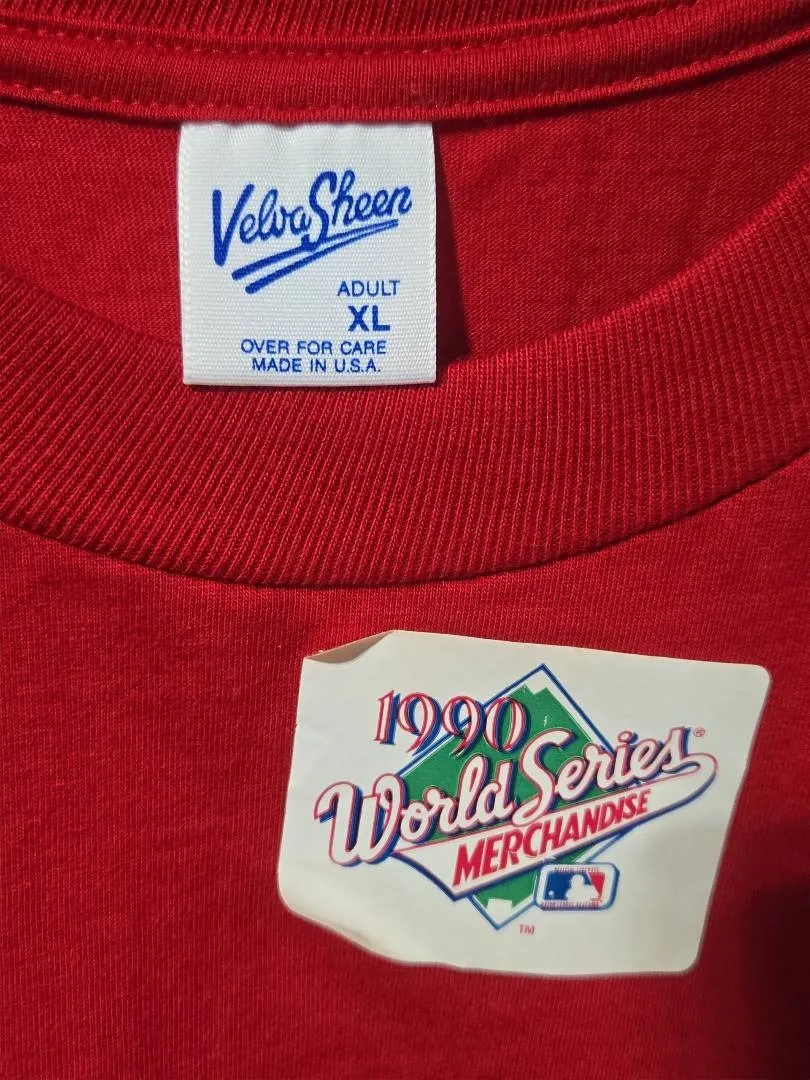 VelvaSheen
ADULT
XL
OVER FOR CARE
MADE IN U.S.A.
1990
World Series®
MERCHANDISE
TM